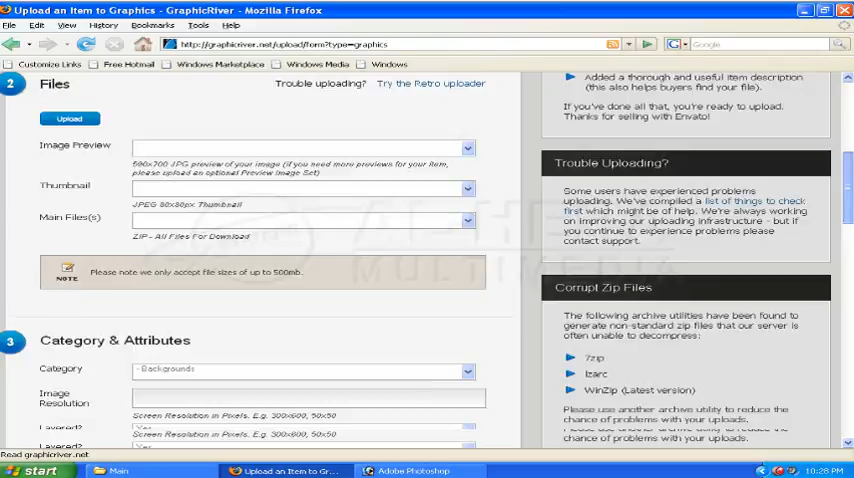 Upload an Item to Graphics - GraphicRiver - Mozilla Firefox
File Edit View History Bookmarks Tools Help
http://graphicriver.net/upload/form?type=graphics
Google
Customize Links Free Hotmail Windows Marketplace Windows Media Windows
2 Files
Trouble uploading? Try the Retro uploader
Upload
Image Preview
590x700 JPG preview of your image (if you need more previews for your item,
please upload an optional Preview Image Set)
Thumbnail
JPEG 80x80px Thumbnail
Main Files(s)
ZIP - All Files For Download
NOTE
Please note we only accept file sizes of up to 500mb.
3 Category & Attributes
Category
- Backgrounds
Image
Resolution
Screen Resolution in Pixels. E.g. 300x600, 50x50
Layered?
Screen Resolution in Pixels. E.g. 300x600, 50x50
Layered?
Added a thorough and useful item description
(this also helps buyers find your file).
If you've done all that, you're ready to upload.
Thanks for selling with Envato!
Trouble Uploading?
Some users have experienced problems
uploading. We've compiled a list of things to check
first which might be of help. We're always working
on improving our uploading infrastructure - but if
you continue to experience problems please
contact support.
Corrupt Zip Files
The following archive utilities have been found to
generate non-standard zip files that our server is
often unable to decompress:
7zip
Izarc
WinZip (Latest version)
Please use another archive utility to reduce the
chance of problems with your uploads.
chance of problems with your uploads.
Read graphicriver.net
start Main Upload an Item to Gr... Adobe Photoshop 10:28 PM
MULTIMEDIA